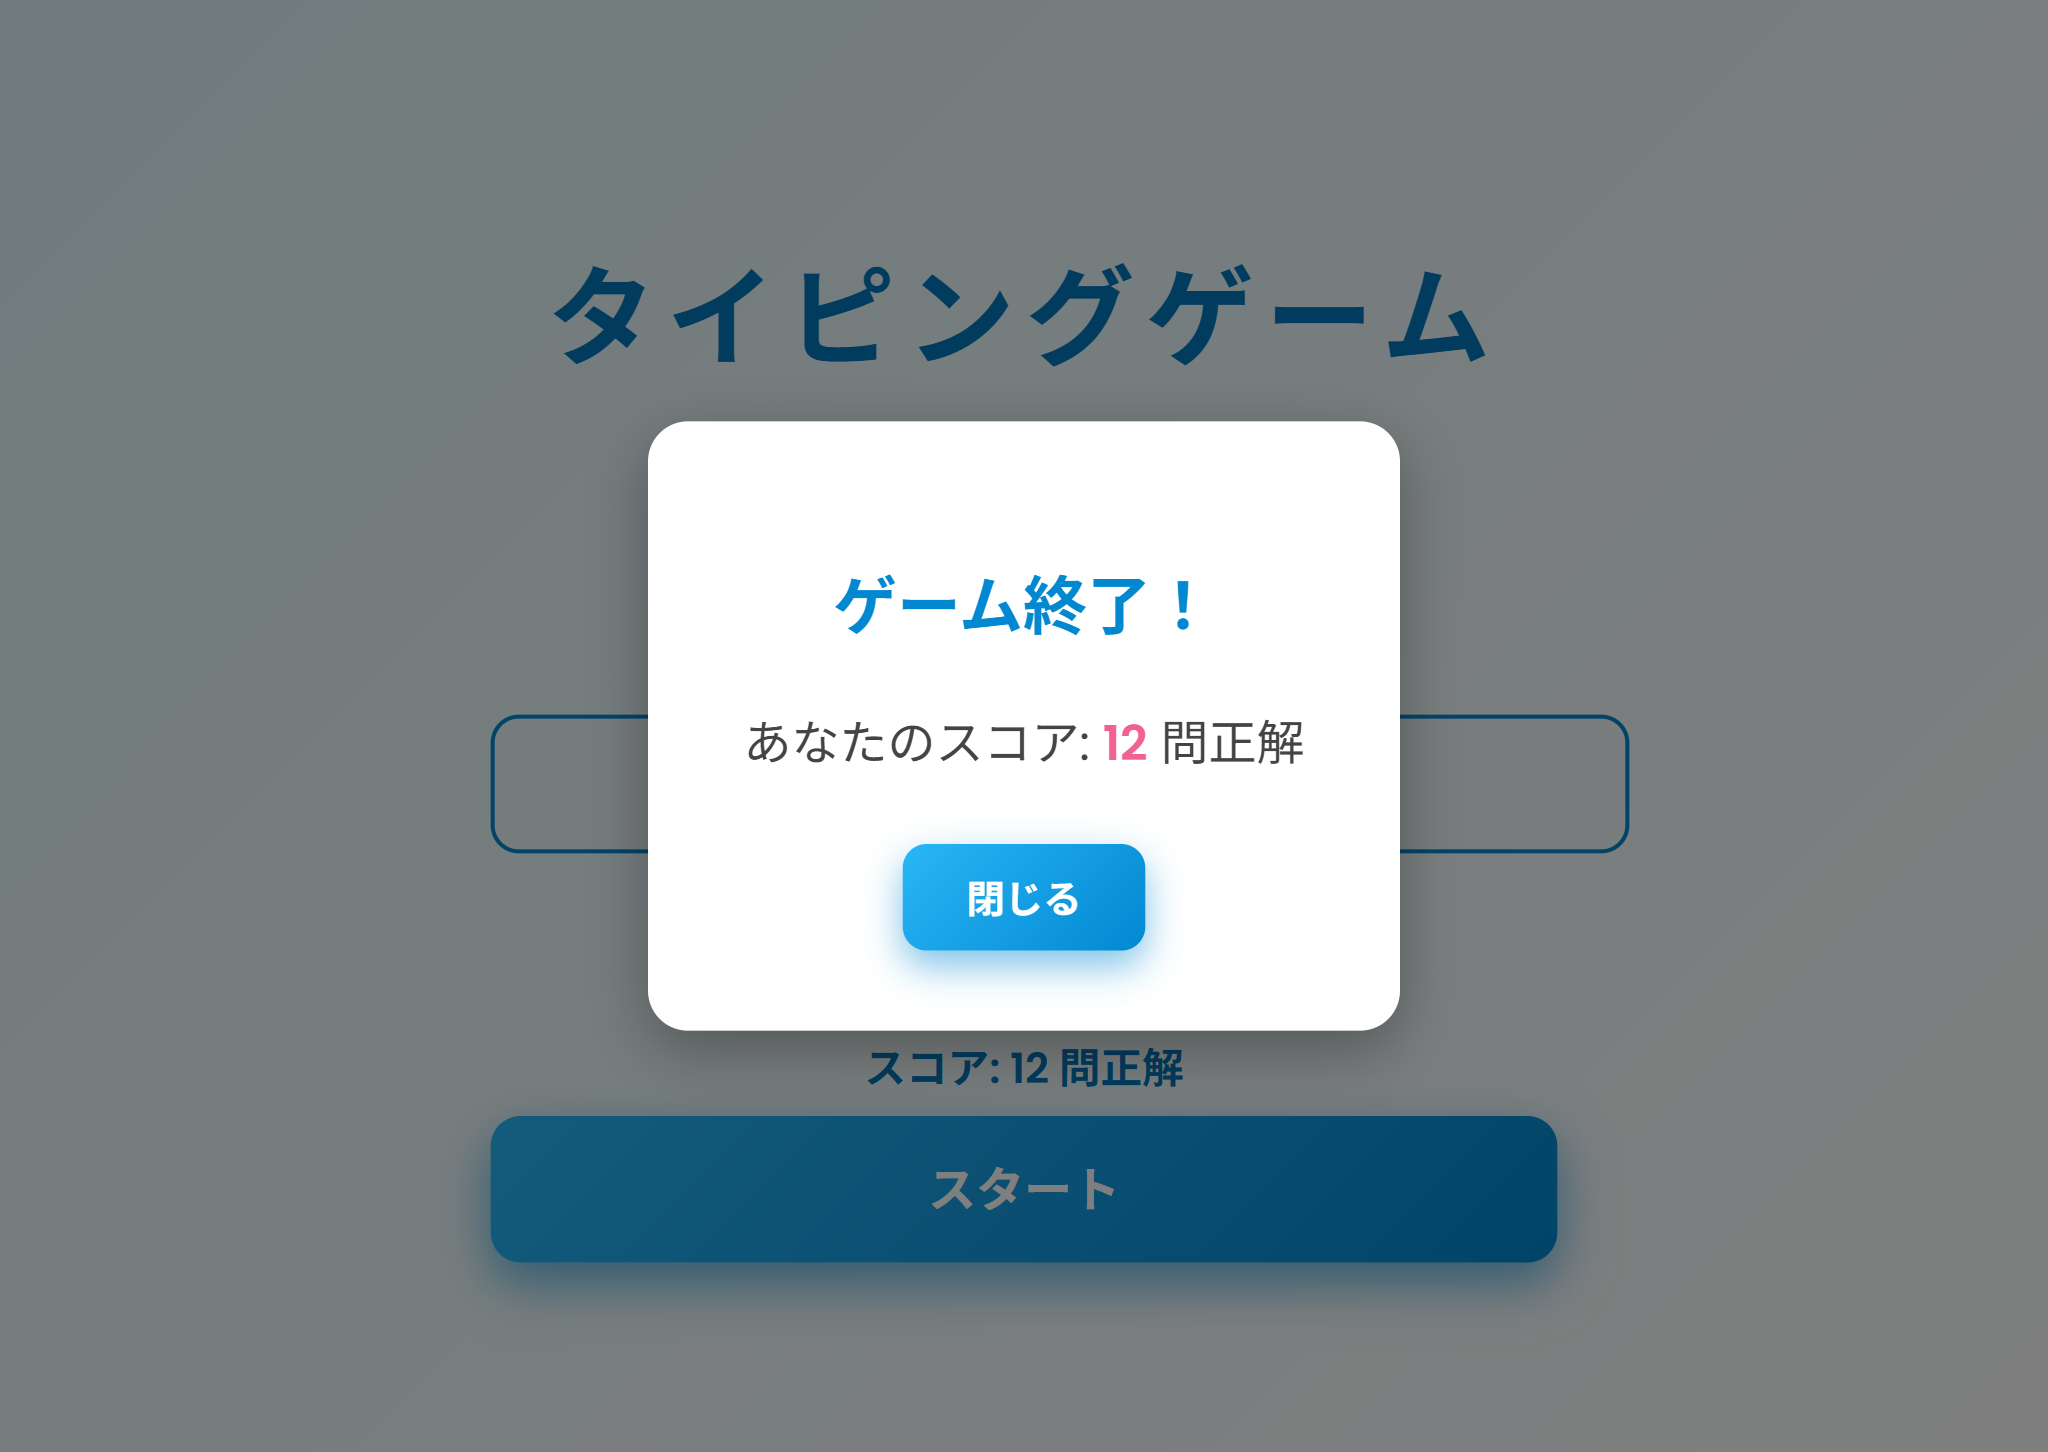 タイピングゲーム
ゲーム終了！
あなたのスコア: 12 問正解
閉じる
スコア: 12 問正解
スタート